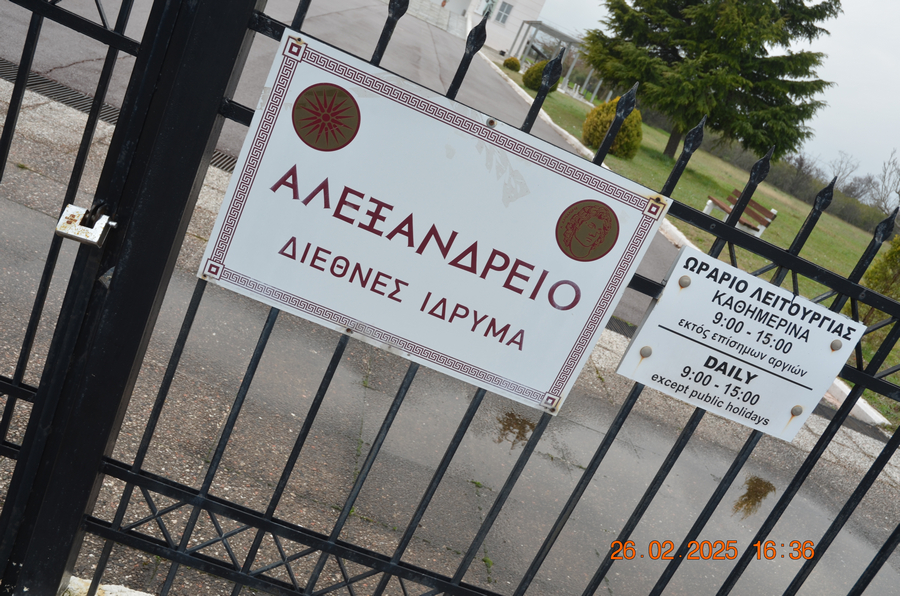 ΑΛΕΞΑΝΔΡΕΙΟ
ΔΙΕΘΝΕΣ ΙΔΡΥΜΑ
ΩΡΑΡΙΟ ΛΕΙΤΟΥΡΓΙΑΣ
ΚΑΘΗΜΕΡΙΝΑ
9:00 - 15:00
εκτός επίσημων αργιών
DAILY
9:00 - 15:00
except public holidays
26.02.2025 16:36